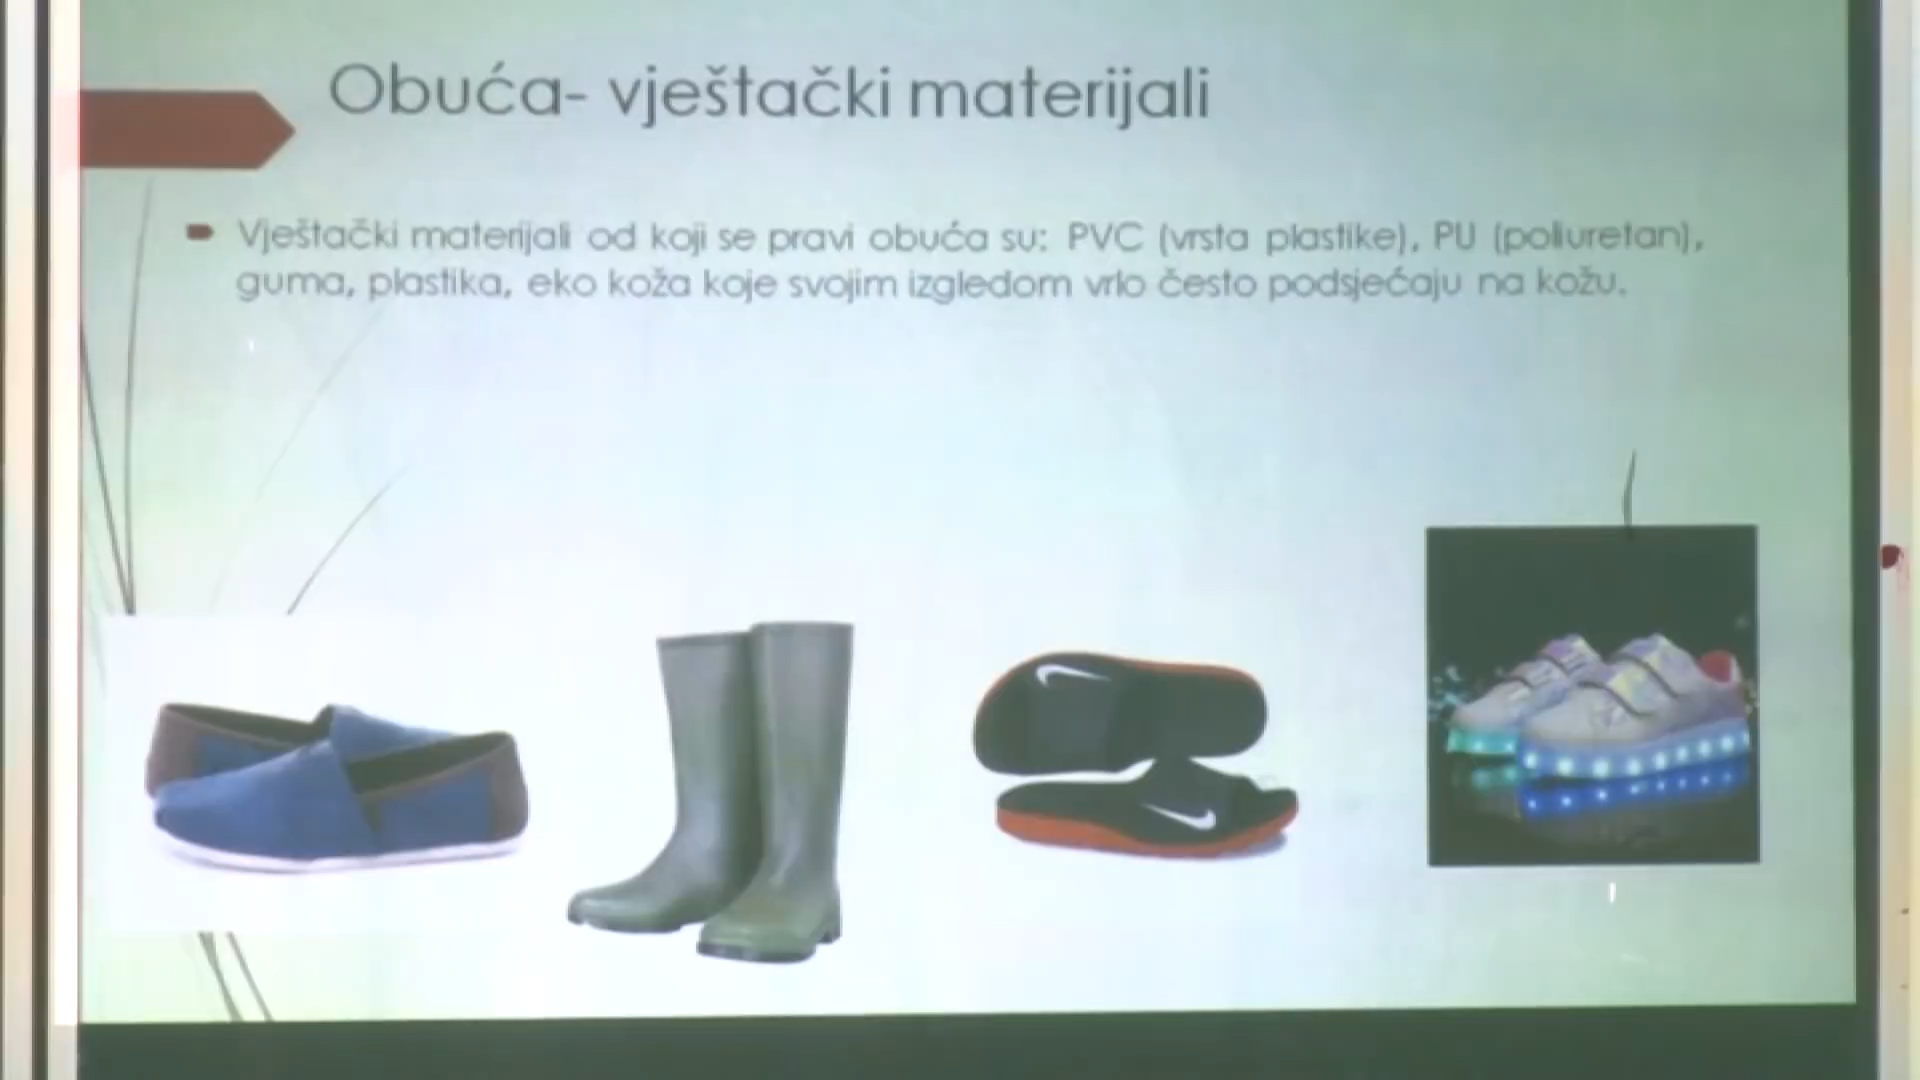 Obuća- vještački materijali
Vještački materijali od koji se pravi obuća su: PVC (vrsta plastike), PU (poliuretan),
guma, plastika, eko koža koje svojim izgledom vrlo često podsjećaju na kožu.